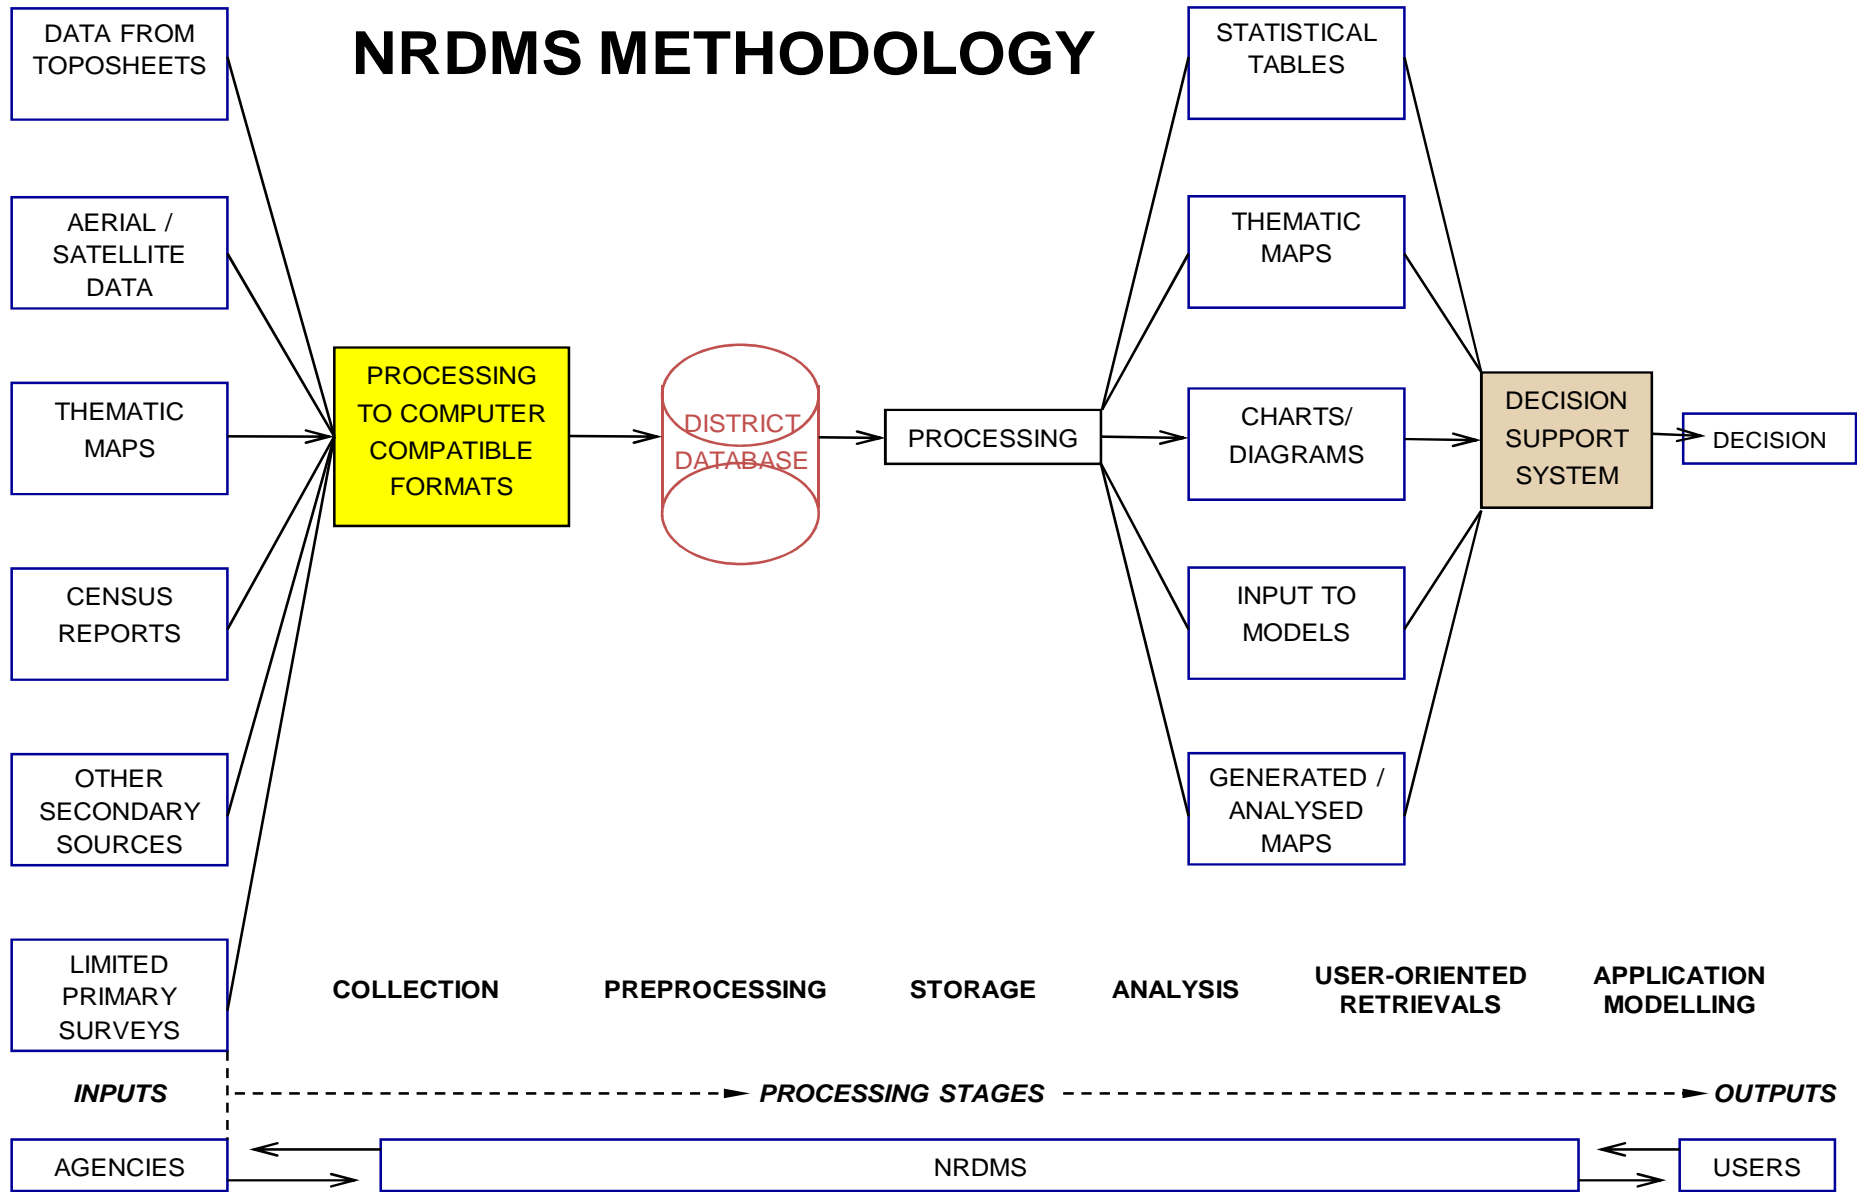 NRDMS METHODOLOGY
DATA FROM
TOPOSHEETS
AERIAL /
SATELLITE
DATA
THEMATIC
MAPS
CENSUS
REPORTS
OTHER
SECONDARY
SOURCES
LIMITED
PRIMARY
SURVEYS
PROCESSING
TO COMPUTER
COMPATIBLE
FORMATS
DISTRICT
DATABASE
PROCESSING
STATISTICAL
TABLES
THEMATIC
MAPS
CHARTS/
DIAGRAMS
INPUT TO
MODELS
GENERATED /
ANALYSED
MAPS
DECISION
SUPPORT
SYSTEM
DECISION
COLLECTION
PREPROCESSING
STORAGE
ANALYSIS
USER-ORIENTED
RETRIEVALS
APPLICATION
MODELLING
INPUTS
PROCESSING STAGES
OUTPUTS
AGENCIES
NRDMS
USERS